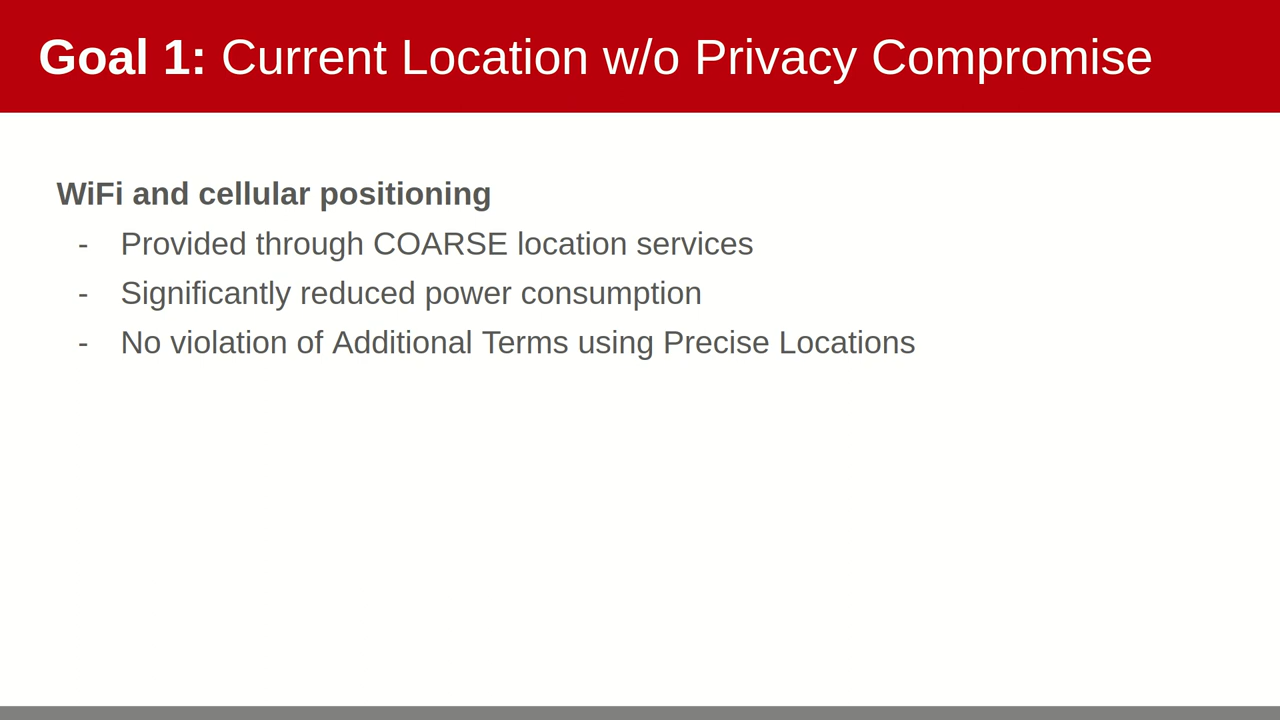 Goal 1: Current Location w/o Privacy Compromise
WiFi and cellular positioning
- Provided through COARSE location services
- Significantly reduced power consumption
- No violation of Additional Terms using Precise Locations